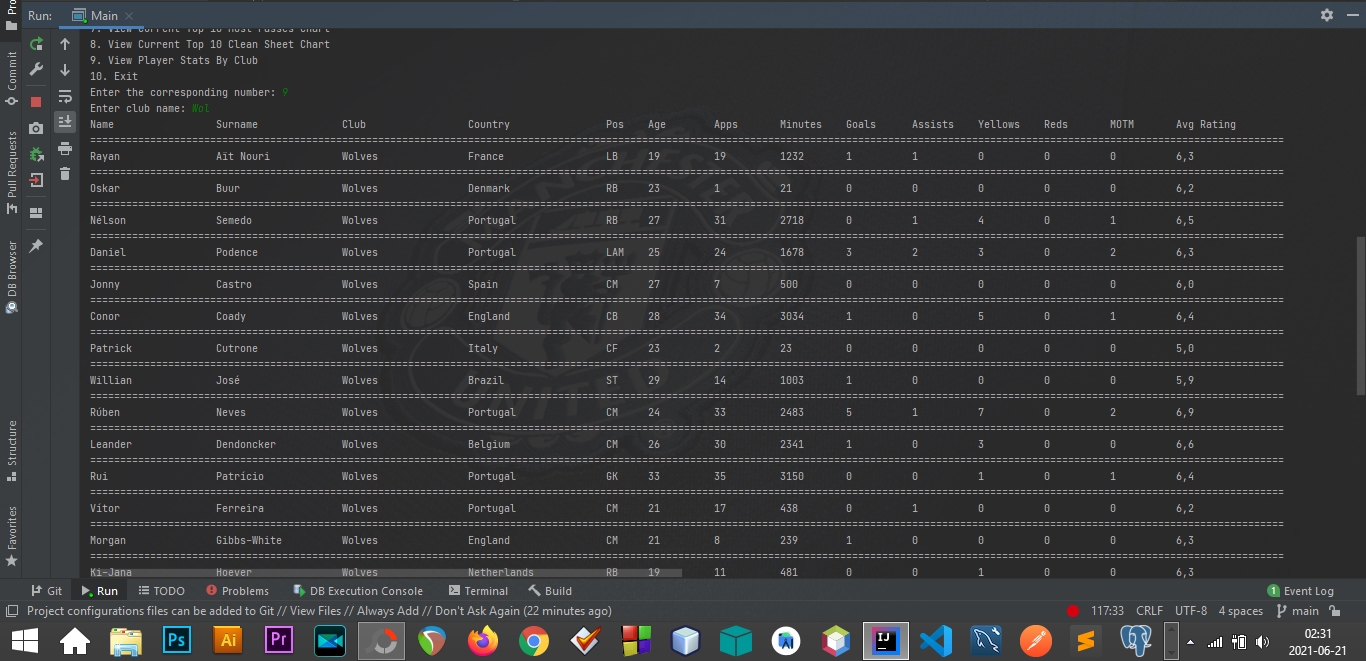 Run: Main
7. View Current Top 10 Most Passes Chart
8. View Current Top 10 Clean Sheet Chart
9. View Player Stats By Club
10. Exit
Enter the corresponding number: 9
Enter club name: Wol
Name Surname Club Country Pos Age Apps Minutes Goals Assists Yellows Reds MOTM Avg Rating
Rayan Aït Nouri Wolves France LB 19 19 1232 1 1 0 0 0 6,3
Oskar Buur Wolves Denmark RB 23 1 21 0 0 0 0 0 6,2
Nélson Semedo Wolves Portugal RB 27 31 2718 0 1 4 0 1 6,5
Daniel Podence Wolves Portugal LAM 25 24 1678 3 2 3 0 2 6,3
Jonny Castro Wolves Spain CM 27 7 500 0 0 0 0 0 6,0
Conor Coady Wolves England CB 28 34 3034 1 0 5 0 1 6,4
Patrick Cutrone Wolves Italy CF 23 2 23 0 0 0 0 0 5,0
Willian José Wolves Brazil ST 29 14 1003 1 0 0 0 0 5,9
Rúben Neves Wolves Portugal CM 24 33 2483 5 1 7 0 2 6,9
Leander Dendoncker Wolves Belgium CM 26 30 2341 1 0 3 0 0 6,6
Rui Patrício Wolves Portugal GK 33 35 3150 0 0 1 0 1 6,4
Vítor Ferreira Wolves Portugal CM 21 17 438 0 1 0 0 0 6,2
Morgan Gibbs-White Wolves England CM 21 8 239 1 0 0 0 0 6,3
Ki-Jana Hoever Wolves Netherlands RB 19 11 481 0 0 1 0 0 6,3
Commit
Pull Requests
DB Browser
Structure
Favorites
UNITED
Git Run TODO Problems DB Execution Console Terminal Build 1 Event Log
Project configurations files can be added to Git // View Files // Always Add // Don't Ask Again (22 minutes ago) 117:33 CRLF UTF-8 4 spaces main
Ps Ai Pr IJ
02:31
2021-06-21